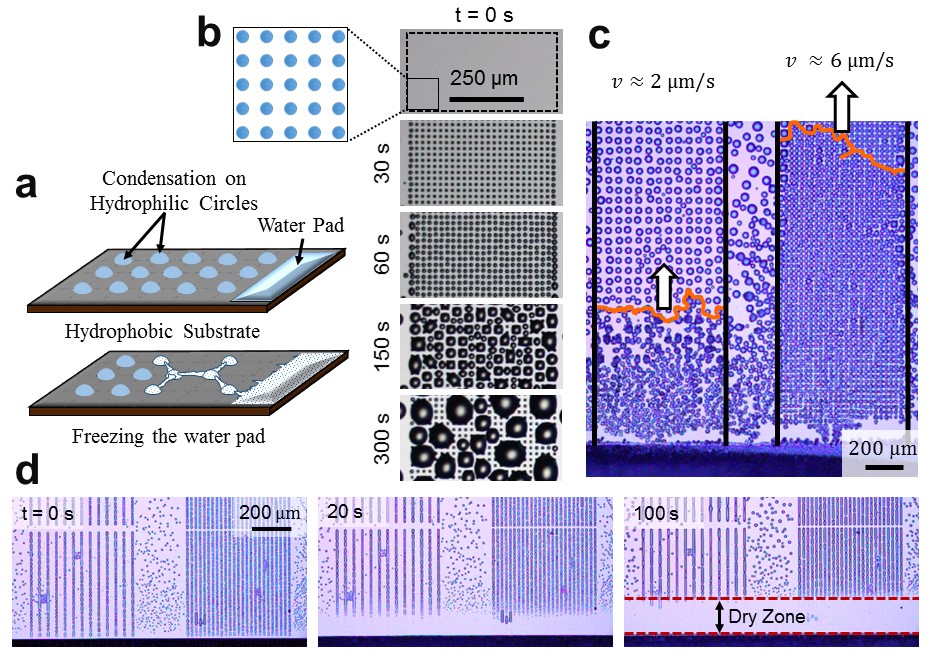 a
Condensation on
Hydrophilic Circles
Water Pad
Hydrophobic Substrate
Freezing the water pad
b
t = 0 s
250 μm
30 s
60 s
150 s
300 s
c
v ≈ 2 μm/s
v ≈ 6 μm/s
200 μm
d
t = 0 s
200 μm
20 s
100 s
Dry Zone